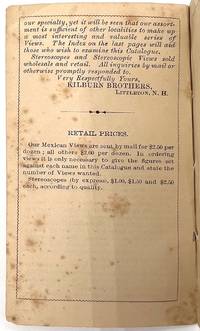 our specialty, yet it will be seen that our assort-
ment is sufficient of other localities to make up
a most interesting and valuable series of
Views. The Index on the last pages will aid
those who wish to examine this Catalogue.
Stereoscopes and Stereoscopic Views sold
wholesale and retail. All inquiries by mail or
otherwise promptly responded to.
Very Respectfully Yours,
KILBURN BROTHERS,
LITTLETON, N. H.
RETAIL PRICES.
Our Mexican Views are sent by mail for $2.50 per
dozen; all others $2.00 per dozen. In ordering
views it is only necessary to give the figures set
against each name in this Catalogue and state the
number of Views wanted.
Stereoscopes (by express, $1.00, $1.50 and $2.50
each, according to quality.